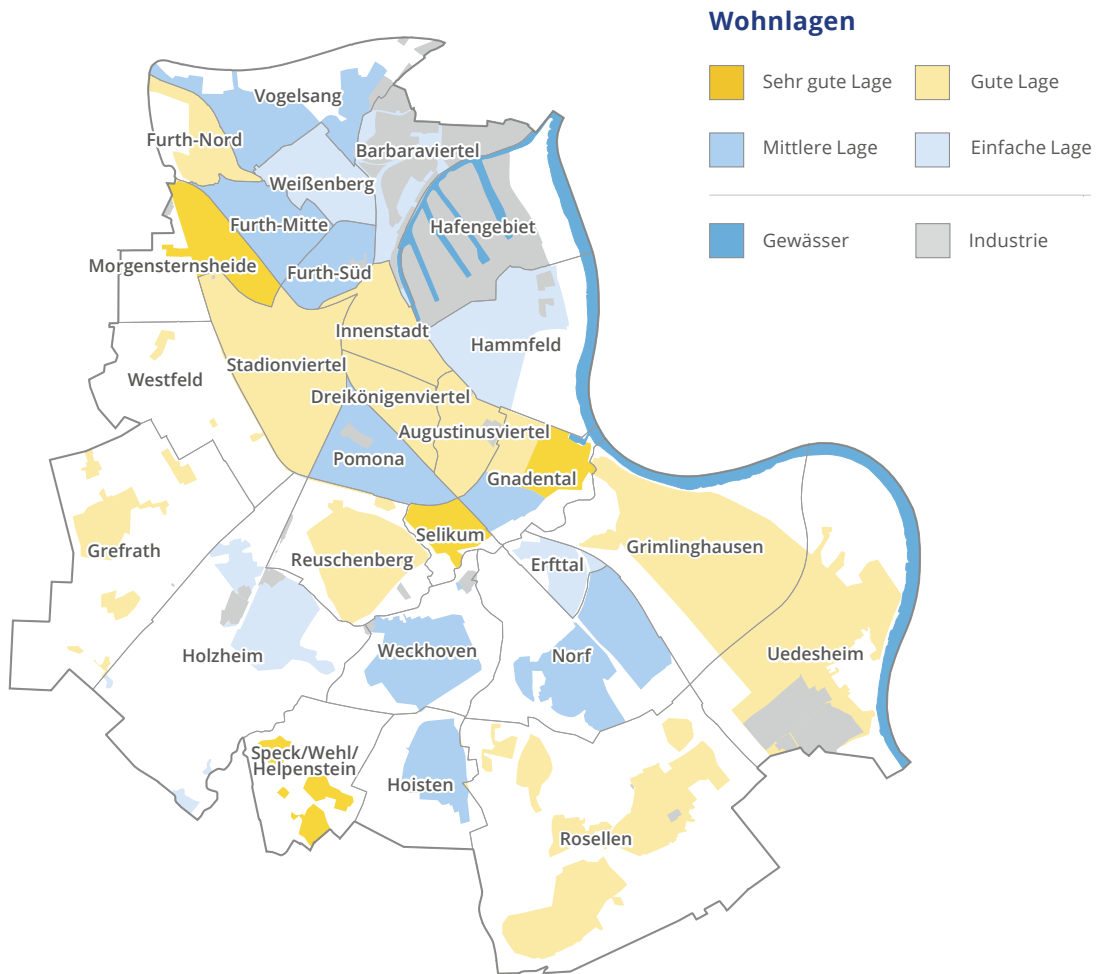 Wohnlagen
Sehr gute Lage
Gute Lage
Mittlere Lage
Einfache Lage
Gewässer
Industrie
Vogelsang
Furth-Nord
Barbaraviertel
Weißenberg
Furth-Mitte
Hafengebiet
Morgensternsheide
Furth-Süd
Innenstadt
Hammfeld
Stadionviertel
Westfeld
Dreikönigenviertel
Augustinusviertel
Pomona
Gnadental
Selikum
Grefrath
Reuschenberg
Erfttal
Grimlinghausen
Holzheim
Weckhoven
Norf
Uedesheim
Speck/Wehl/
Helpenstein
Hoisten
Rosellen